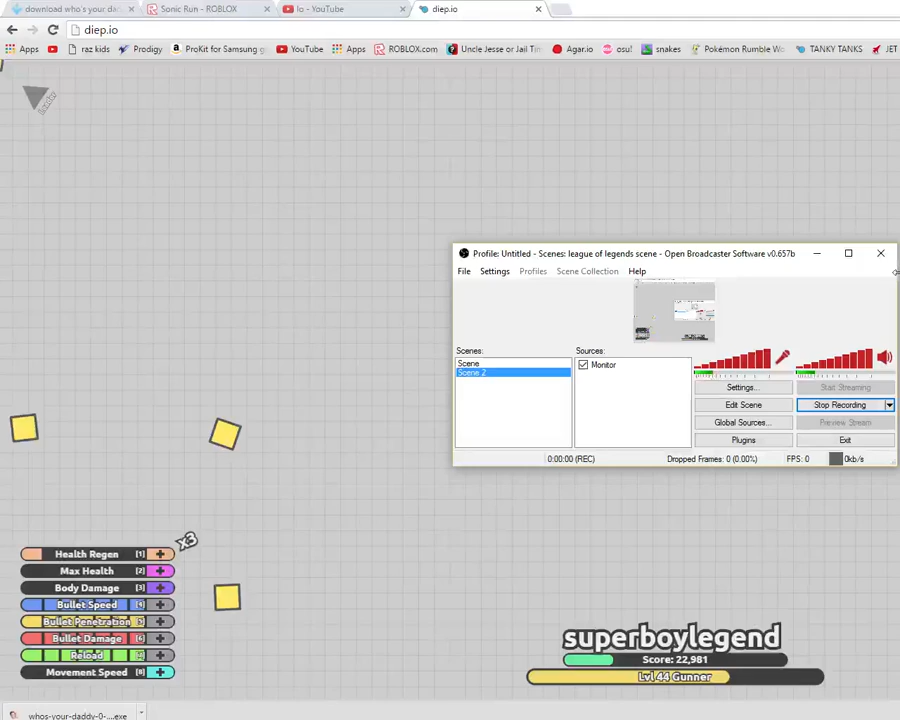 download who's your da
Sonic Run - ROBLOX
lo - YouTube
diep.io
diep.io
Apps raz kids Prodigy ProKit for Samsung g YouTube Apps ROBLOX.com Uncle Jesse or Jail Tim Agar.io osu! snakes Pokémon Rumble Wo TANKY TANKS JET
Profile: Untitled - Scenes: league of legends scene - Open Broadcaster Software v0.657b
File Settings Profiles Scene Collection Help
Scenes:
Sources:
Scene
Scene 2
Monitor
Settings...
Start Streaming
Edit Scene
Stop Recording
Global Sources...
Preview Stream
Plugins
Exit
0:00:00 (REC)
Dropped Frames: 0 (0.00%)
FPS: 0
0kb/s
x3
Health Regen [1]
Max Health [2]
Body Damage [3]
Bullet Speed [4]
Bullet Penetration [5]
Bullet Damage [6]
Reload [7]
Movement Speed [8]
superboylegend
Score: 22,981
Lvl 44 Gunner
whos-your-daddy-0-....exe